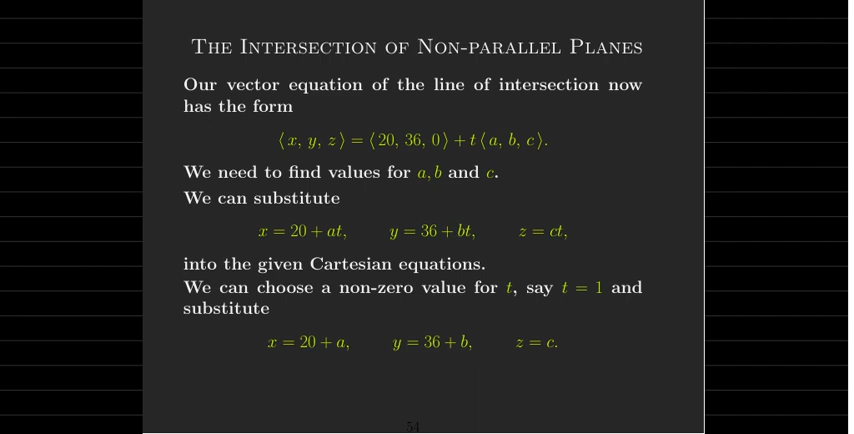 The Intersection of Non-parallel Planes
Our vector equation of the line of intersection now
has the form
⟨x, y, z⟩ = ⟨20, 36, 0⟩ + t⟨a, b, c⟩.
We need to find values for a, b and c.
We can substitute
x = 20 + at, y = 36 + bt, z = ct,
into the given Cartesian equations.
We can choose a non-zero value for t, say t = 1 and
substitute
x = 20 + a, y = 36 + b, z = c.
54